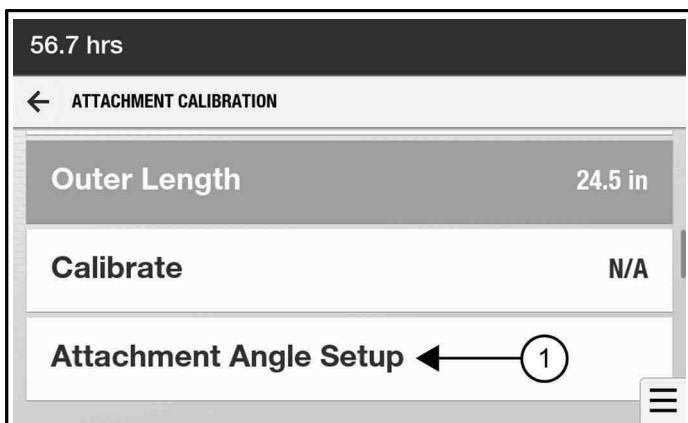 56.7 hrs
ATTACHMENT CALIBRATION
Outer Length 24.5 in
Calibrate N/A
Attachment Angle Setup 1